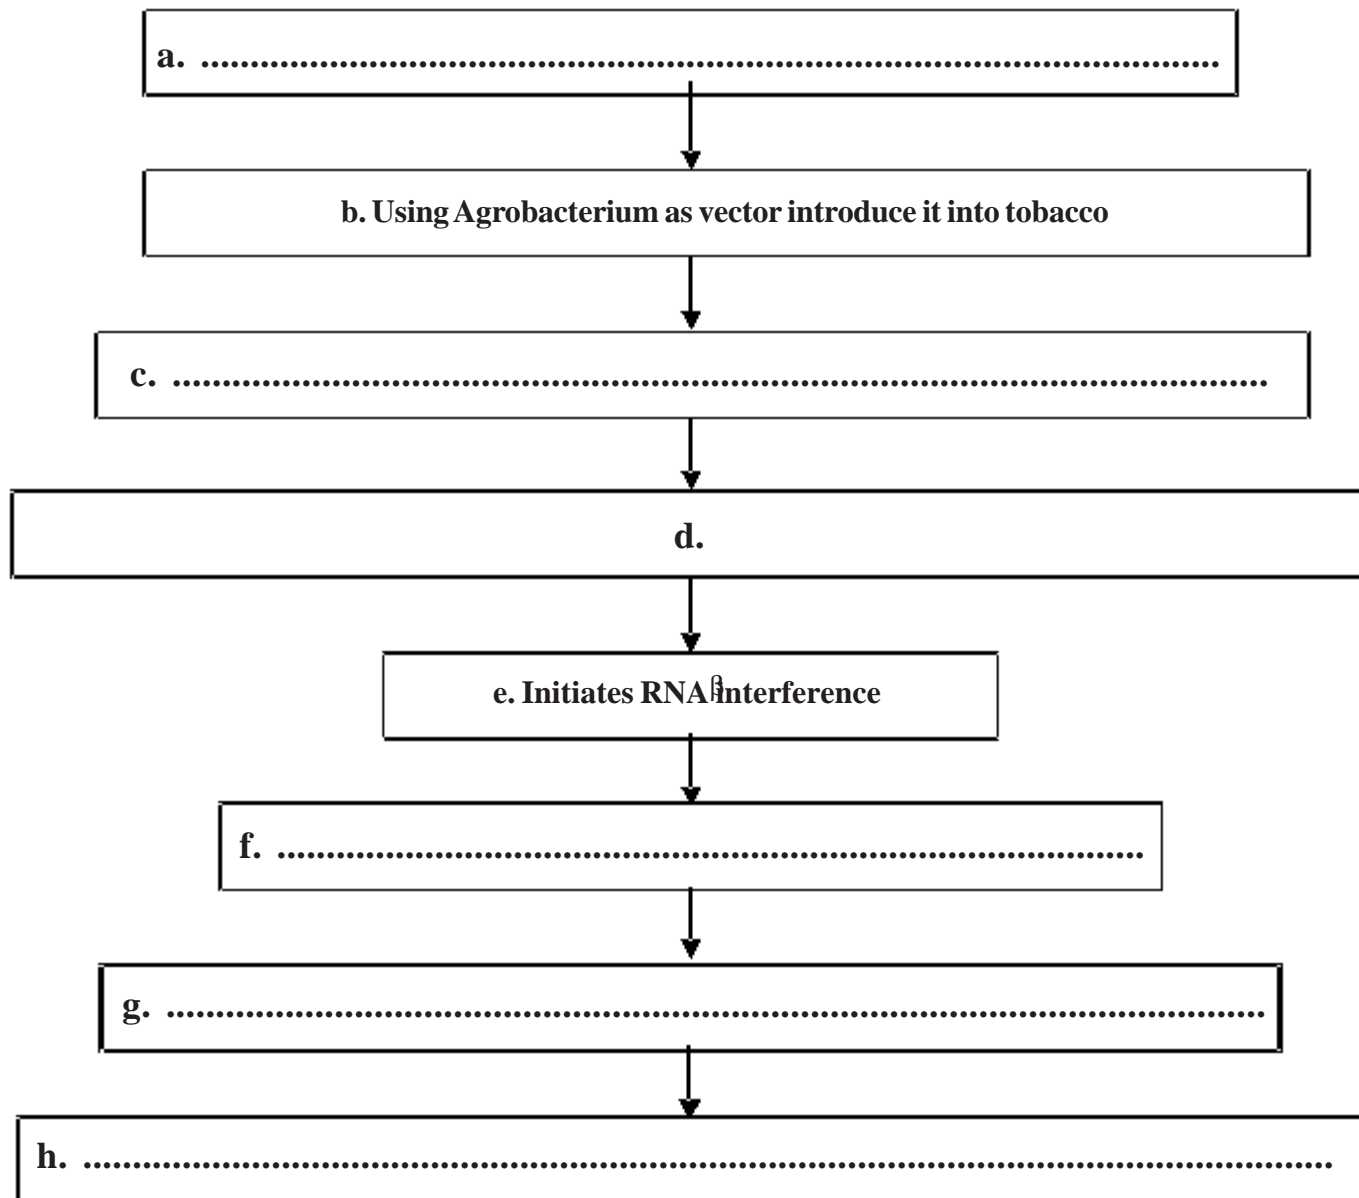 a. ........................................................................................................
b. Using Agrobacterium as vector introduce it into tobacco
c. ................................................................................................................
d.
e. Initiates RNA β interference
f. ........................................................................................
g. ................................................................................................................
h. ................................................................................................................................